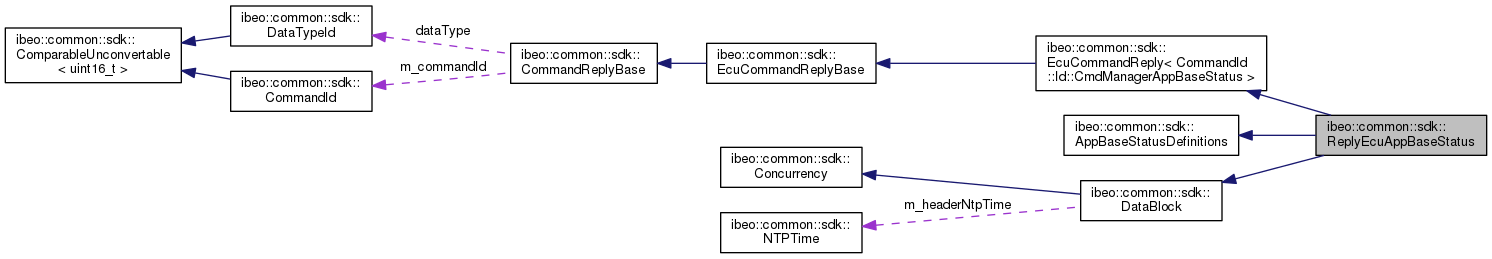 ibeo::common::sdk::
ComparableUnconvertable
< uint16_t >
ibeo::common::sdk::
DataTypeId
ibeo::common::sdk::
CommandId
dataType
m_commandId
ibeo::common::sdk::
CommandReplyBase
ibeo::common::sdk::
EcuCommandReplyBase
ibeo::common::sdk::
EcuCommandReply< CommandId
::Id::CmdManagerAppBaseStatus >
ibeo::common::sdk::
AppBaseStatusDefinitions
ibeo::common::sdk::
ReplyEcuAppBaseStatus
ibeo::common::sdk::
Concurrency
ibeo::common::sdk::
NTPTime
m_headerNtpTime
ibeo::common::sdk::
DataBlock